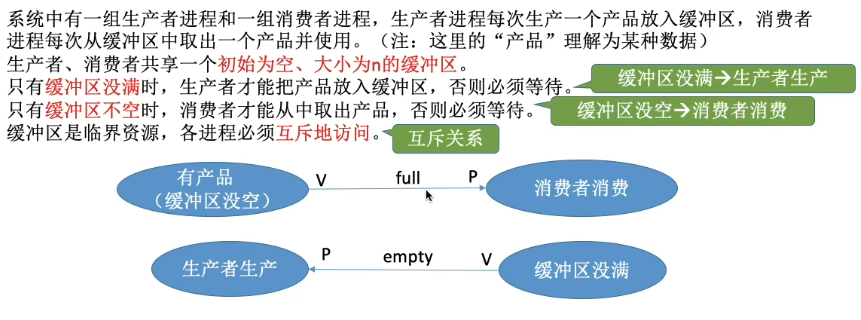 系统中有一组生产者进程和一组消费者进程，生产者进程每次生产一个产品放入缓冲区，消费者
进程每次从缓冲区中取出一个产品并使用。（注：这里的“产品”理解为某种数据）
生产者、消费者共享一个初始为空、大小为n的缓冲区。
只有缓冲区没满时，生产者才能把产品放入缓冲区，否则必须等待。
缓冲区没满→生产者生产
只有缓冲区不空时，消费者才能从中取出产品，否则必须等待。
缓冲区没空→消费者消费
缓冲区是临界资源，各进程必须互斥地访问。
互斥关系
有产品
（缓冲区没空）
V
full
P
消费者消费
生产者生产
P
empty
V
缓冲区没满